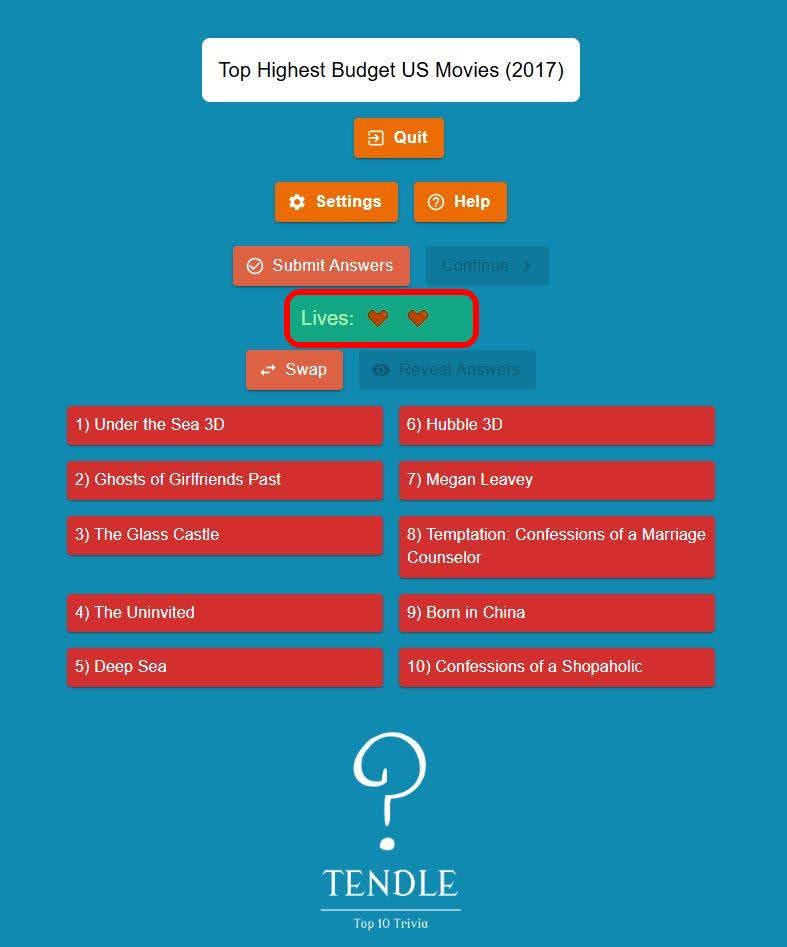 Top Highest Budget US Movies (2017)
Quit
Settings
Help
Submit Answers
Continue
Lives:
Swap
Reveal Answers
1) Under the Sea 3D
6) Hubble 3D
2) Ghosts of Girlfriends Past
7) Megan Leavey
3) The Glass Castle
8) Temptation: Confessions of a Marriage
Counselor
4) The Uninvited
9) Born in China
5) Deep Sea
10) Confessions of a Shopaholic
?
TENDLE
Top 10 Trivia